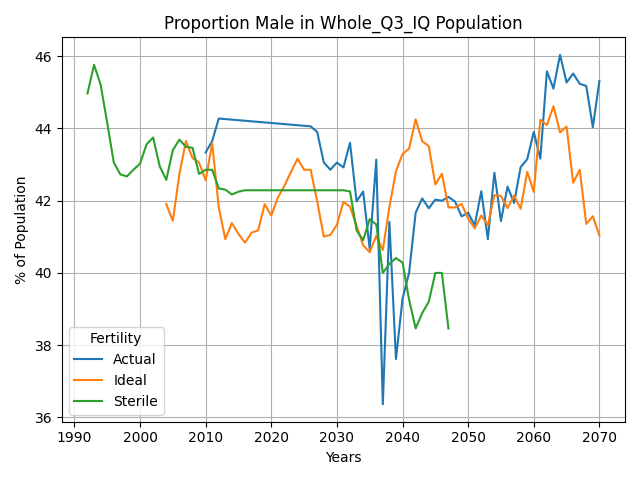 Proportion Male in Whole_Q3_IQ Population
% of Population
46
44
42
40
38
36
Fertility
Actual
Ideal
Sterile
1990 2000 2010 2020 2030 2040 2050 2060 2070
Years